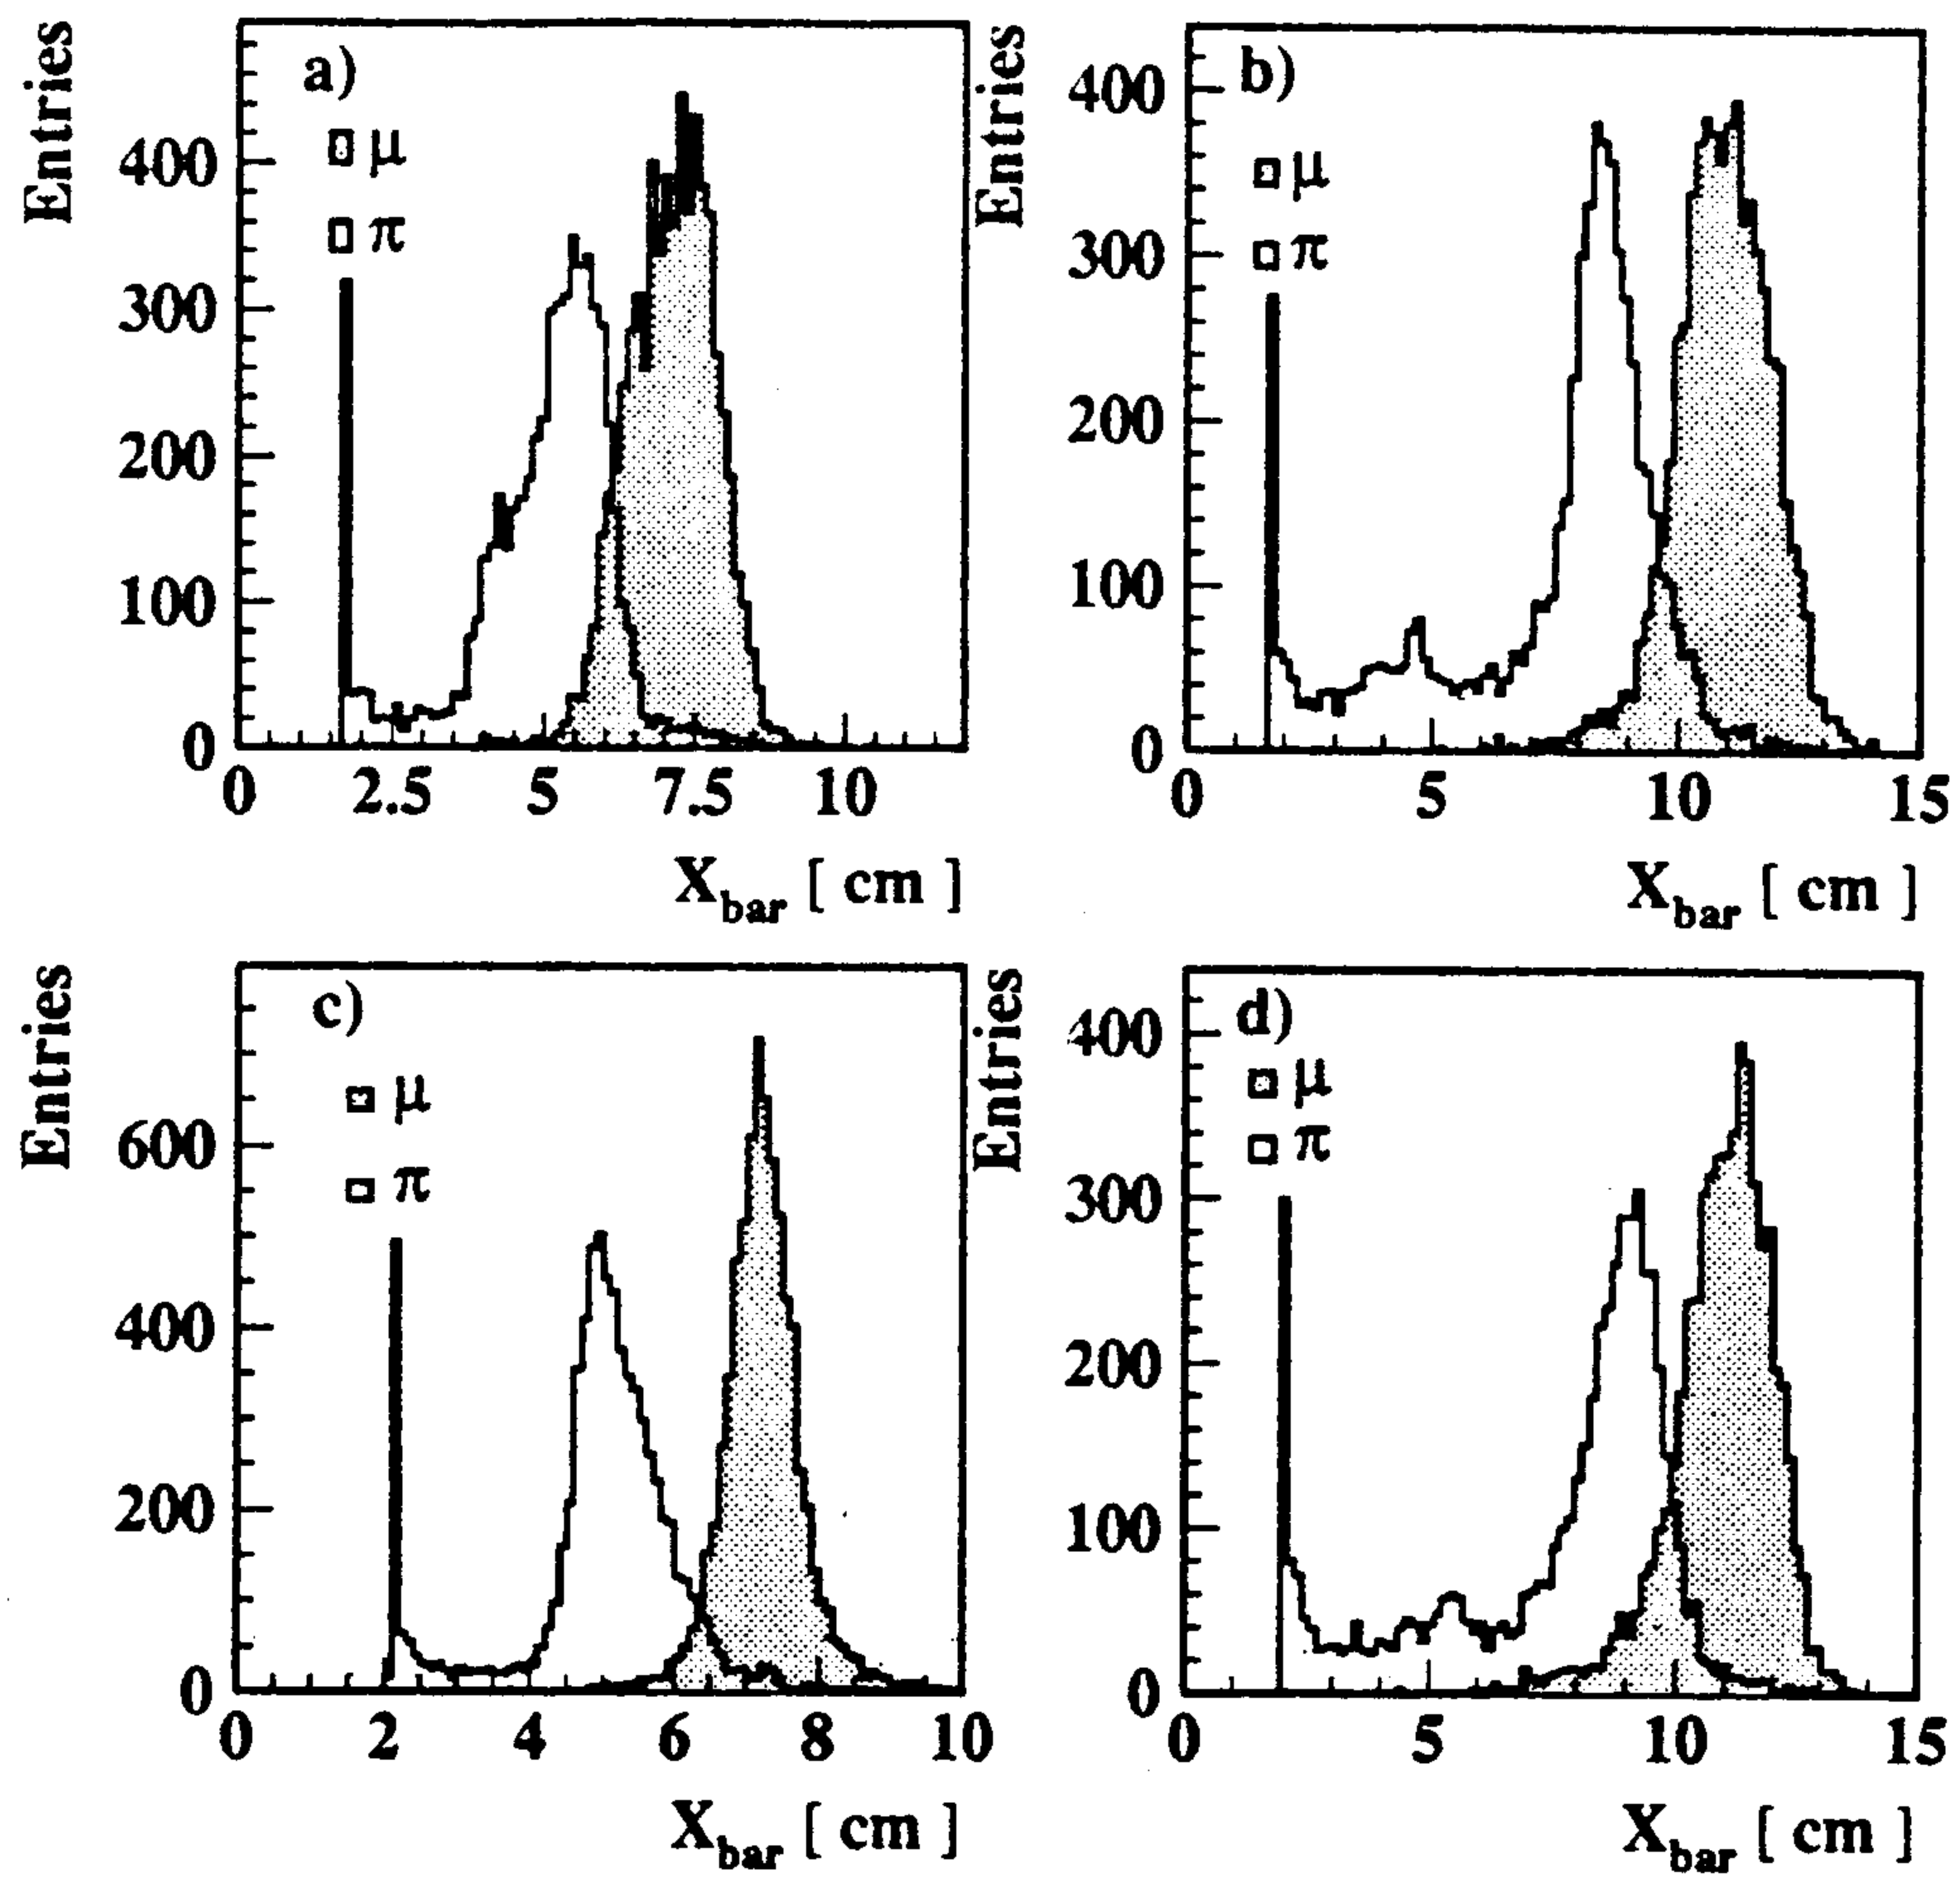 Entries
a)
μ
π
400
300
200
100
0
0 2.5 5 7.5 10
X_bar [ cm ]
Entries
b)
μ
π
400
300
200
100
0
0 5 10 15
X_bar [ cm ]
Entries
c)
μ
π
600
400
200
0
0 2 4 6 8 10
X_bar [ cm ]
Entries
d)
μ
π
400
300
200
100
0
0 5 10 15
X_bar [ cm ]